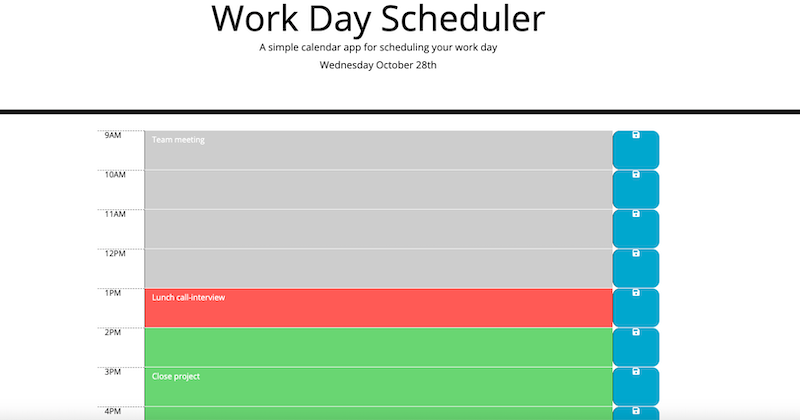 Work Day Scheduler
A simple calendar app for scheduling your work day
Wednesday October 28th
9AM Team meeting
10AM
11AM
12PM
1PM Lunch call-interview
2PM
3PM Close project
4PM